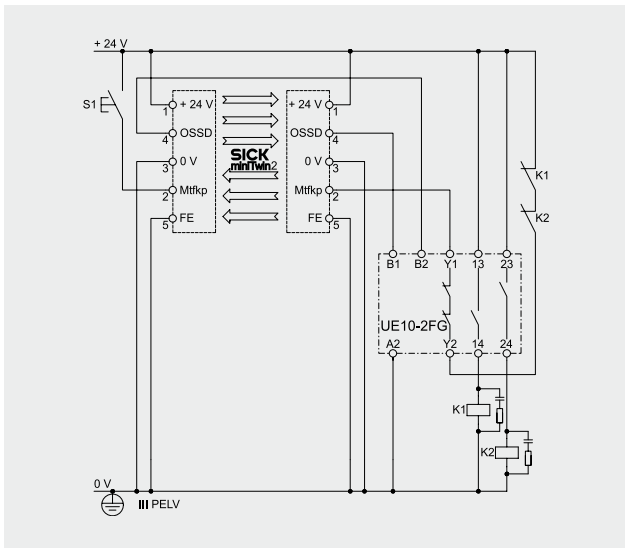 + 24 V
S1
1 + 24 V
4 OSSD
3 0 V
2 Mtfkp
5 FE
SICK
miniTwin2
+ 24 V 1
OSSD 4
0 V 3
Mtfkp 2
FE 5
K1
K2
B1 B2 Y1 13 23
UE10-2FG
A2 Y2 14 24
K1
K2
0 V
III PELV